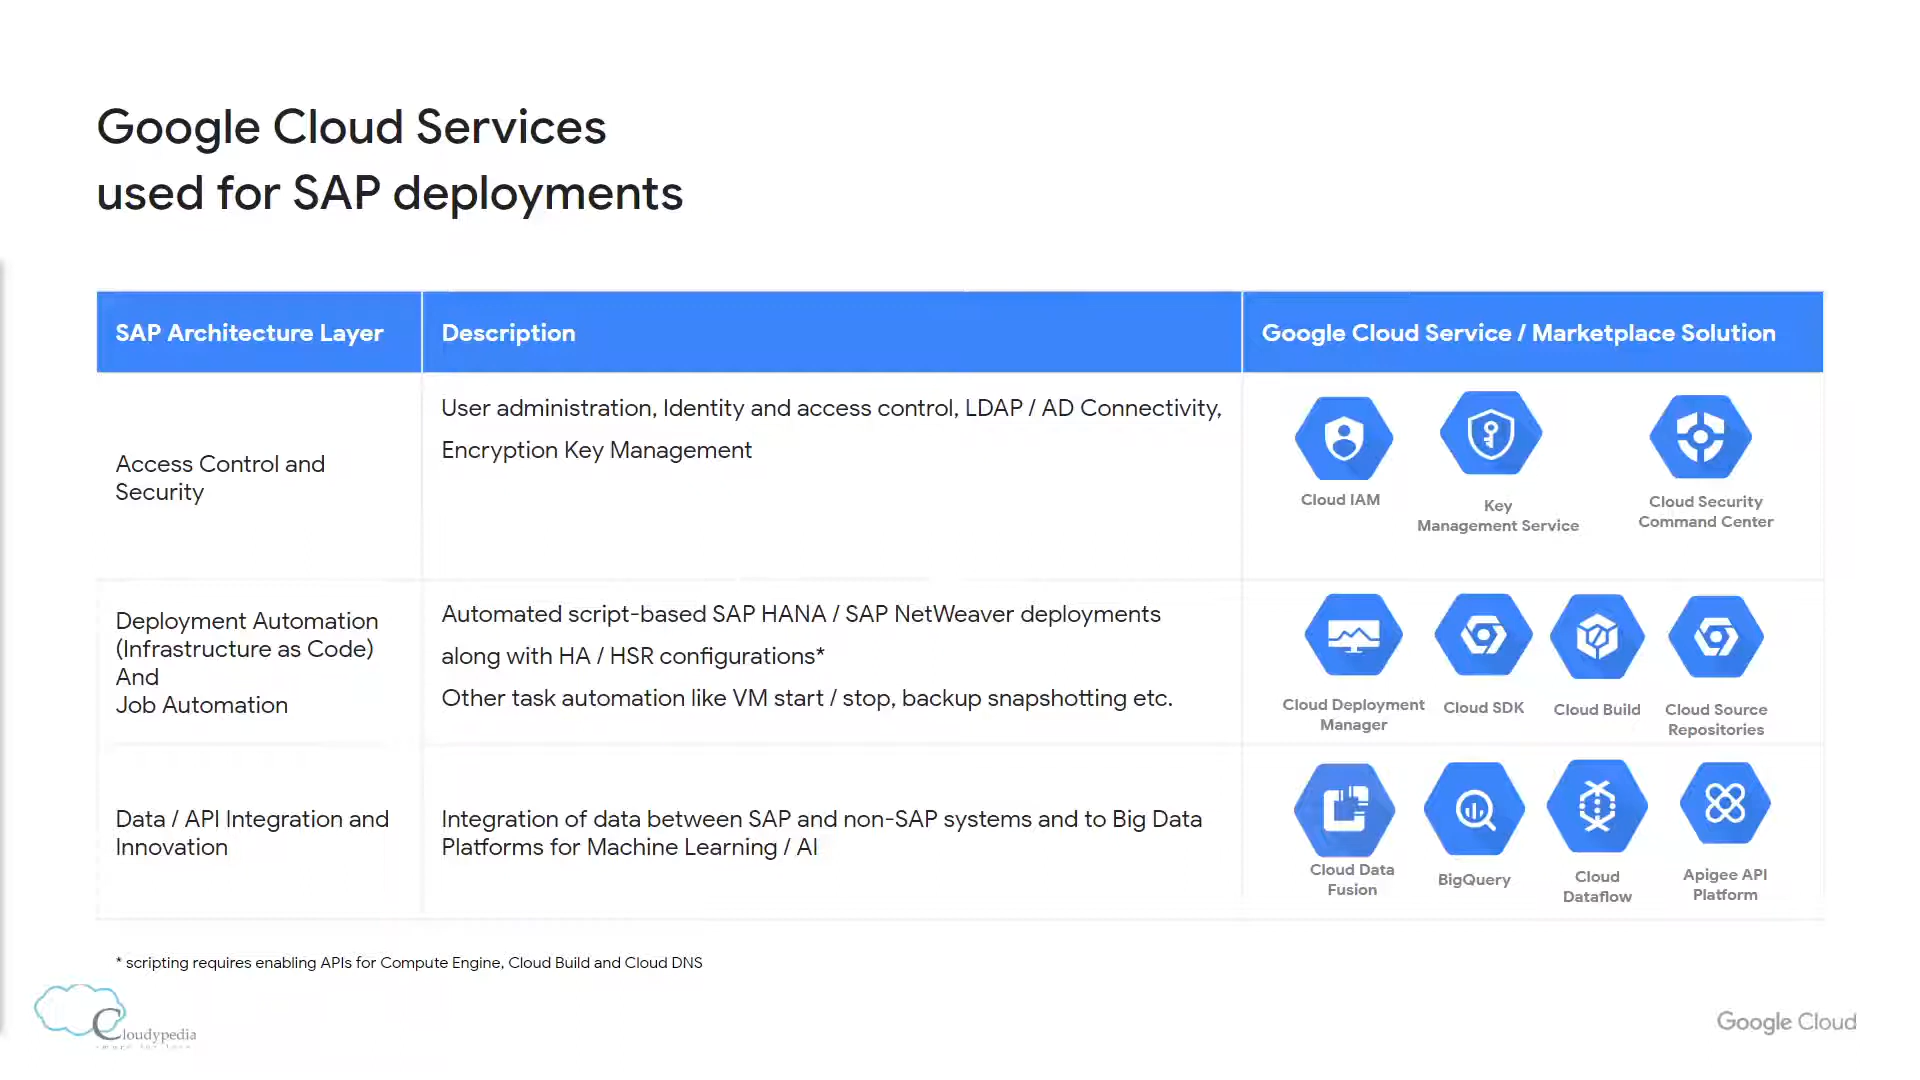 Google Cloud Services
used for SAP deployments
SAP Architecture Layer
Description
Google Cloud Service / Marketplace Solution
Access Control and
Security
User administration, Identity and access control, LDAP / AD Connectivity,
Encryption Key Management
Cloud IAM
Key
Management Service
Cloud Security
Command Center
Deployment Automation
(Infrastructure as Code)
And
Job Automation
Automated script-based SAP HANA / SAP NetWeaver deployments
along with HA / HSR configurations*
Other task automation like VM start / stop, backup snapshotting etc.
Cloud Deployment
Manager
Cloud SDK
Cloud Build
Cloud Source
Repositories
Data / API Integration and
Innovation
Integration of data between SAP and non-SAP systems and to Big Data
Platforms for Machine Learning / AI
Cloud Data
Fusion
BigQuery
Cloud
Dataflow
Apigee API
Platform
* scripting requires enabling APIs for Compute Engine, Cloud Build and Cloud DNS
Cloudypedia
Google Cloud